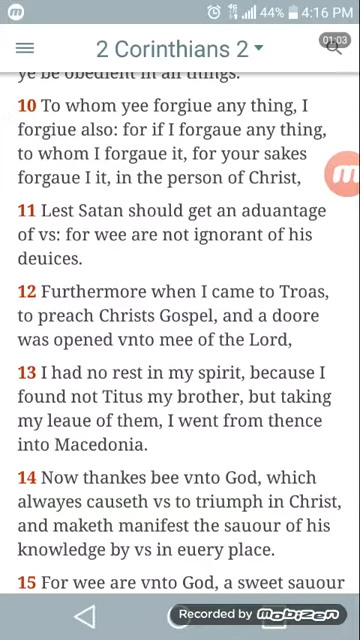 44% 4:16 PM
2 Corinthians 2
01:03
ye be obedient in all things.
10 To whom yee forgiue any thing, I
forgiue also: for if I forgaue any thing,
to whom I forgaue it, for your sakes
forgaue I it, in the person of Christ,
11 Lest Satan should get an aduantage
of vs: for wee are not ignorant of his
deuices.
12 Furthermore when I came to Troas,
to preach Christs Gospel, and a doore
was opened vnto mee of the Lord,
13 I had no rest in my spirit, because I
found not Titus my brother, but taking
my leaue of them, I went from thence
into Macedonia.
14 Now thankes bee vnto God, which
alwayes causeth vs to triumph in Christ,
and maketh manifest the sauour of his
knowledge by vs in euery place.
15 For wee are vnto God, a sweet sauour
Recorded by mobizen